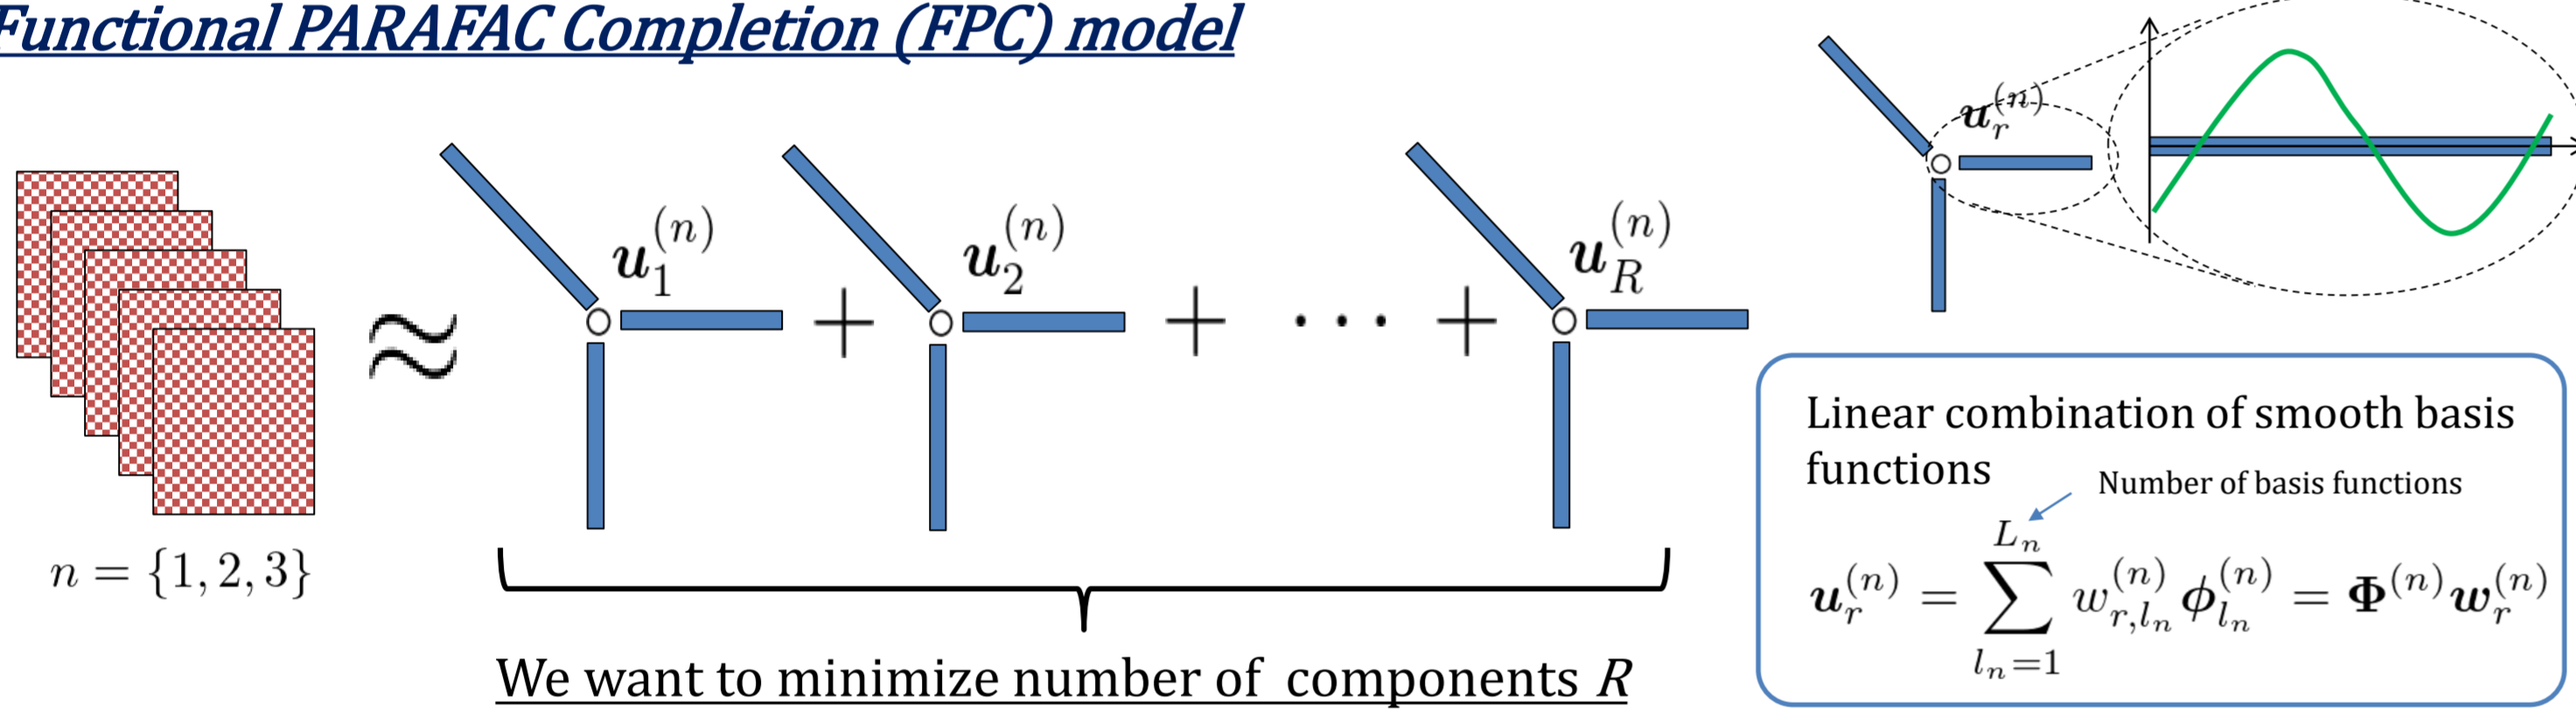 Functional PARAFAC Completion (FPC) model
≈
u_1^{(n)}
+
u_2^{(n)}
+ ··· +
u_R^{(n)}
u_r^{(n)}
n = {1, 2, 3}
We want to minimize number of components R
Linear combination of smooth basis
functions
Number of basis functions
u_r^{(n)} = \sum_{l_n=1}^{L_n} w_{r,l_n}^{(n)} ϕ_{l_n}^{(n)} = Φ^{(n)} w_r^{(n)}